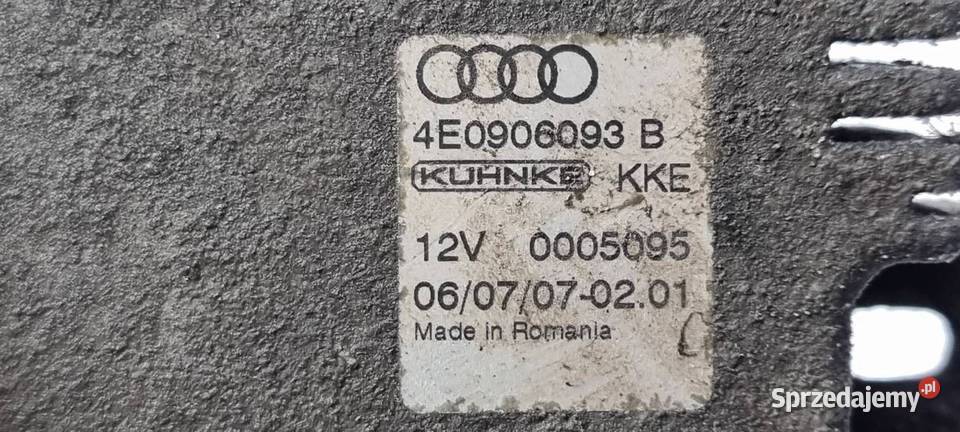 4E0906093 B
KUHNKE KKE
12V 0005095
06/07/07-02.01
Made in Romania
Sprzedajemy.pl